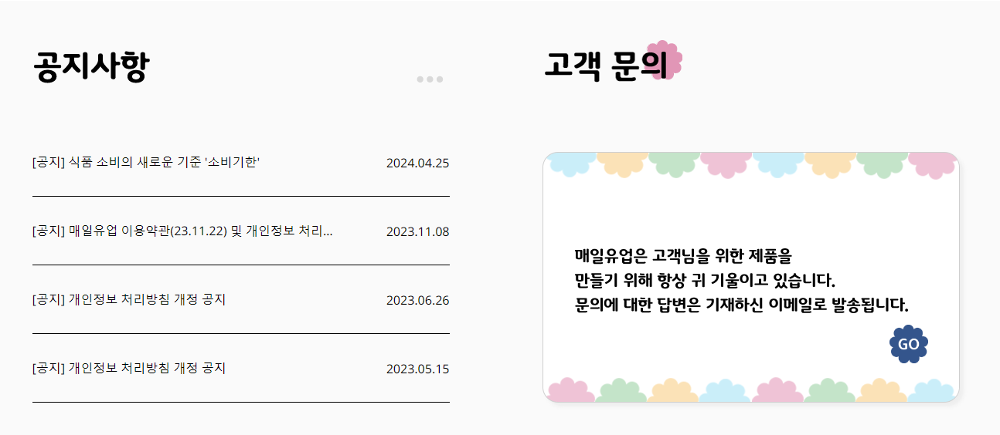 공지사항
[공지] 식품 소비의 새로운 기준 '소비기한' 2024.04.25
[공지] 매일유업 이용약관(23.11.22) 및 개인정보 처리... 2023.11.08
[공지] 개인정보 처리방침 개정 공지 2023.06.26
[공지] 개인정보 처리방침 개정 공지 2023.05.15
고객 문의
매일유업은 고객님을 위한 제품을
만들기 위해 항상 귀 기울이고 있습니다.
문의에 대한 답변은 기재하신 이메일로 발송됩니다.
GO